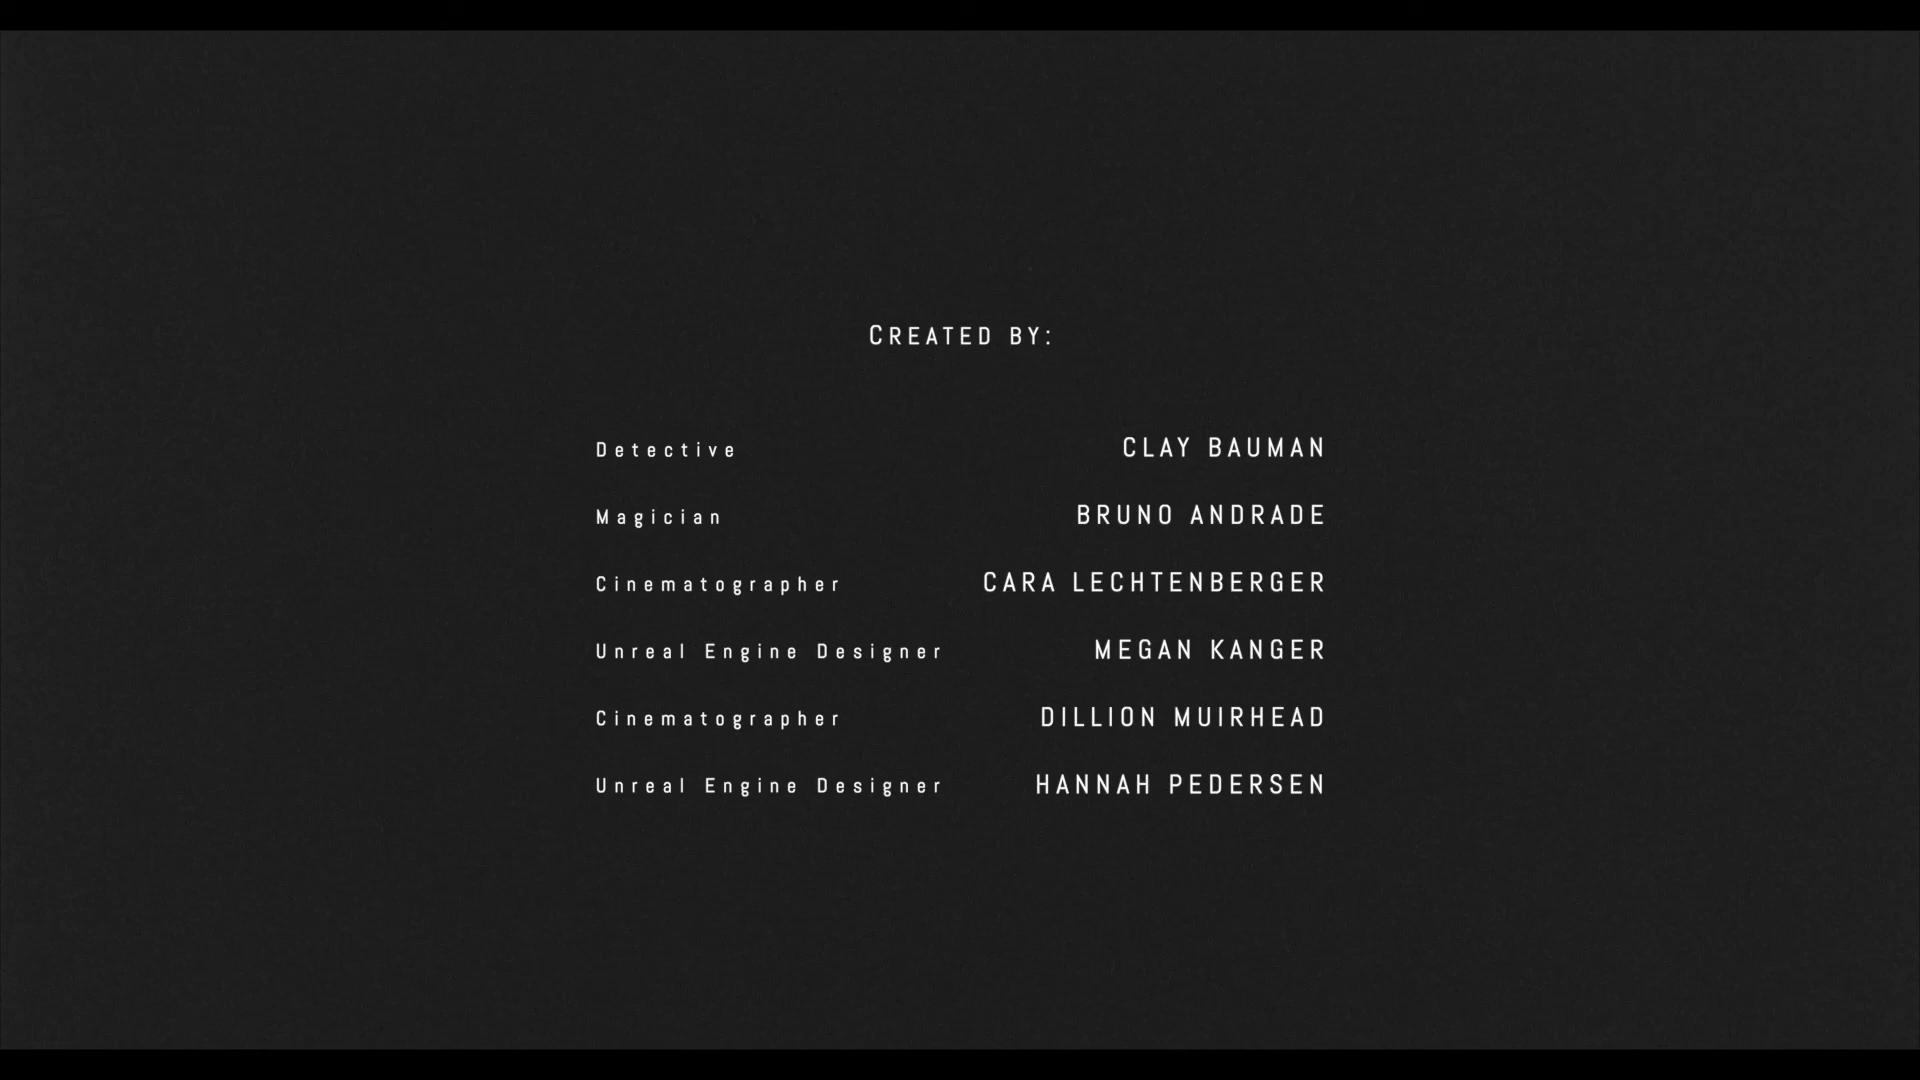 CREATED BY:
Detective CLAY BAUMAN
Magician BRUNO ANDRADE
Cinematographer CARA LECHTENBERGER
Unreal Engine Designer MEGAN KANGER
Cinematographer DILLION MUIRHEAD
Unreal Engine Designer HANNAH PEDERSEN